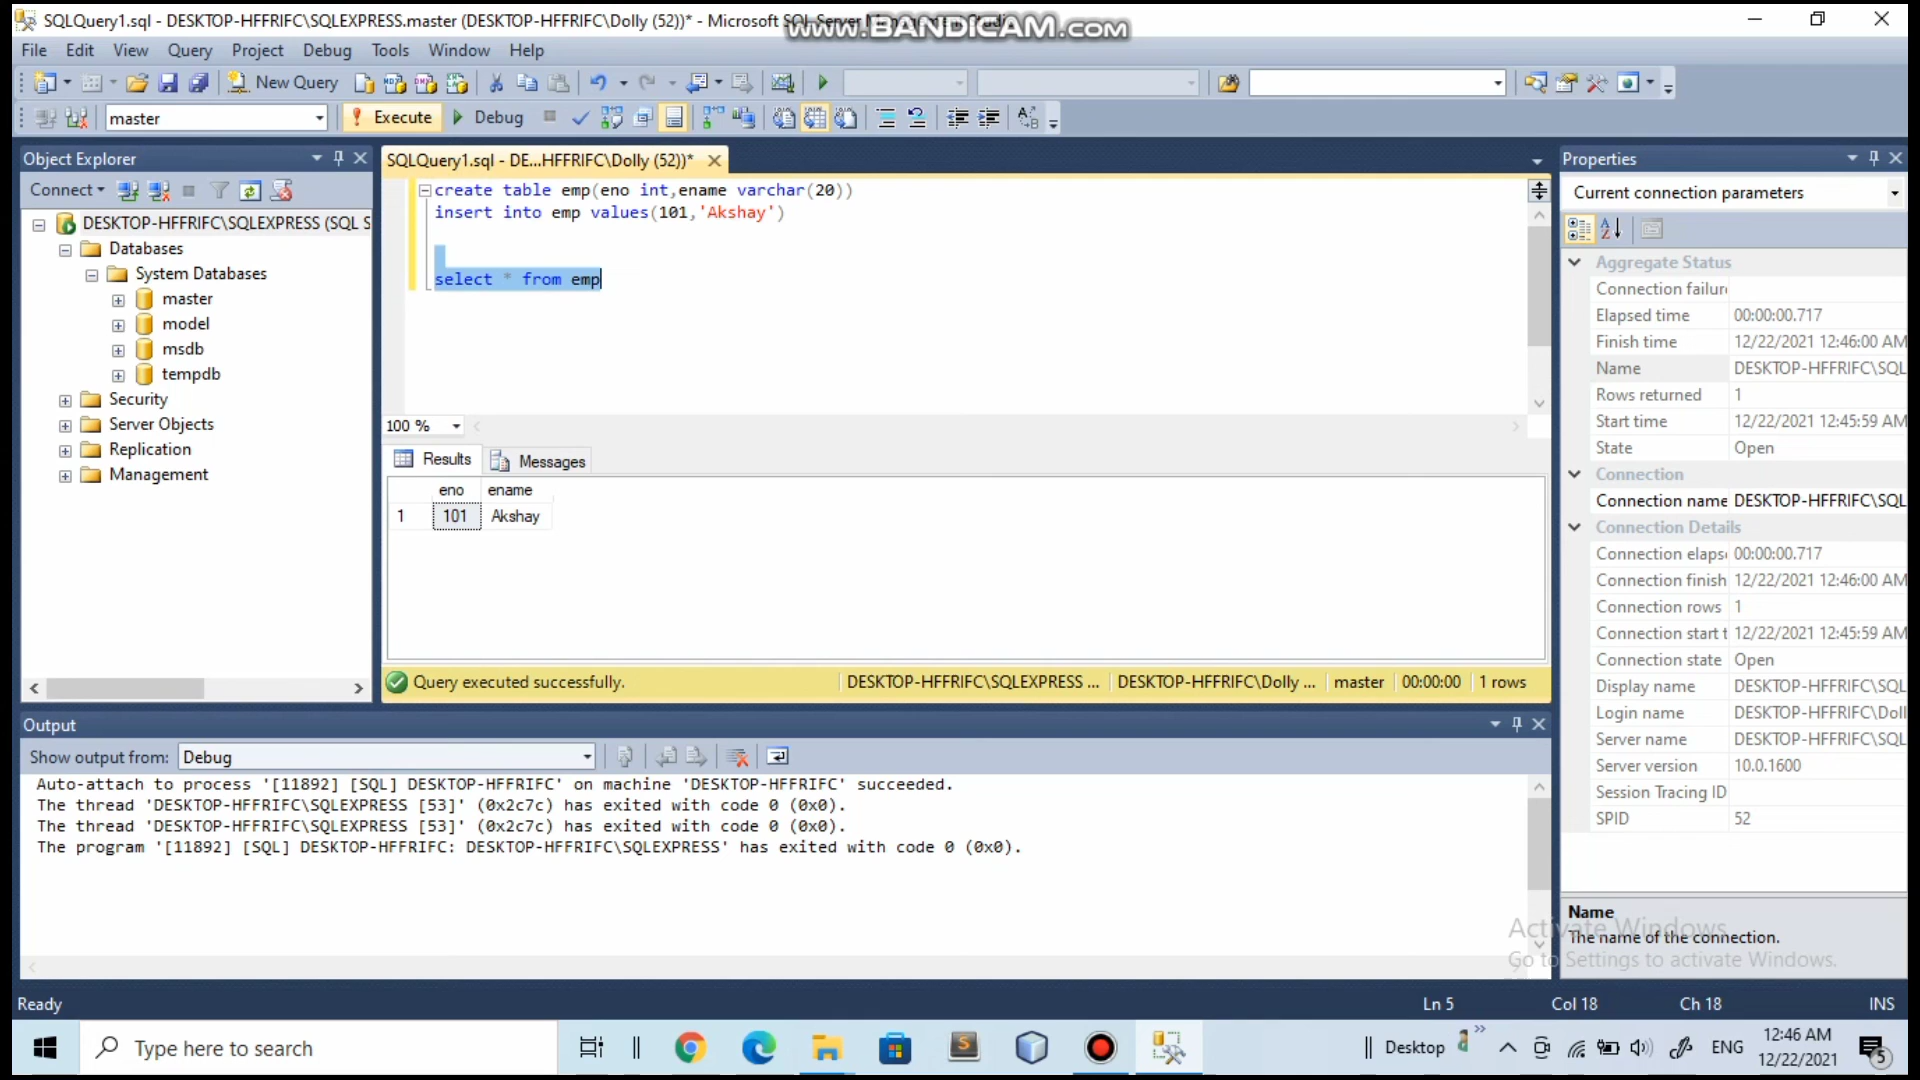 SQLQuery1.sql - DESKTOP-HFFRIFC\SQLEXPRESS.master (DESKTOP-HFFRIFC\Dolly (52))* - Microsoft SQL Server
www.BANDICAM.com
File Edit View Query Project Debug Tools Window Help
New Query
master Execute Debug
Object Explorer
Connect
DESKTOP-HFFRIFC\SQLEXPRESS (SQL S
Databases
System Databases
master
model
msdb
tempdb
Security
Server Objects
Replication
Management
SQLQuery1.sql - DE...HFFRIFC\Dolly (52))*
create table emp(eno int,ename varchar(20))
insert into emp values(101,'Akshay')
select * from emp
100 %
Results Messages
eno ename
1 101 Akshay
Query executed successfully. DESKTOP-HFFRIFC\SQLEXPRESS ... DESKTOP-HFFRIFC\Dolly ... master 00:00:00 1 rows
Properties
Current connection parameters
Aggregate Status
Connection failure
Elapsed time 00:00:00.717
Finish time 12/22/2021 12:46:00 AM
Name DESKTOP-HFFRIFC\SQL
Rows returned 1
Start time 12/22/2021 12:45:59 AM
State Open
Connection
Connection name DESKTOP-HFFRIFC\SQL
Connection Details
Connection elaps 00:00:00.717
Connection finish 12/22/2021 12:46:00 AM
Connection rows 1
Connection start t 12/22/2021 12:45:59 AM
Connection state Open
Display name DESKTOP-HFFRIFC\SQL
Login name DESKTOP-HFFRIFC\Doll
Server name DESKTOP-HFFRIFC\SQL
Server version 10.0.1600
Session Tracing ID
SPID 52
Name
The name of the connection.
Activate Windows
Go to Settings to activate Windows.
Output
Show output from: Debug
Auto-attach to process '[11892] [SQL] DESKTOP-HFFRIFC' on machine 'DESKTOP-HFFRIFC' succeeded.
The thread 'DESKTOP-HFFRIFC\SQLEXPRESS [53]' (0x2c7c) has exited with code 0 (0x0).
The thread 'DESKTOP-HFFRIFC\SQLEXPRESS [53]' (0x2c7c) has exited with code 0 (0x0).
The program '[11892] [SQL] DESKTOP-HFFRIFC: DESKTOP-HFFRIFC\SQLEXPRESS' has exited with code 0 (0x0).
Ready Ln 5 Col 18 Ch 18 INS
Type here to search Desktop ENG 12:46 AM
12/22/2021 5